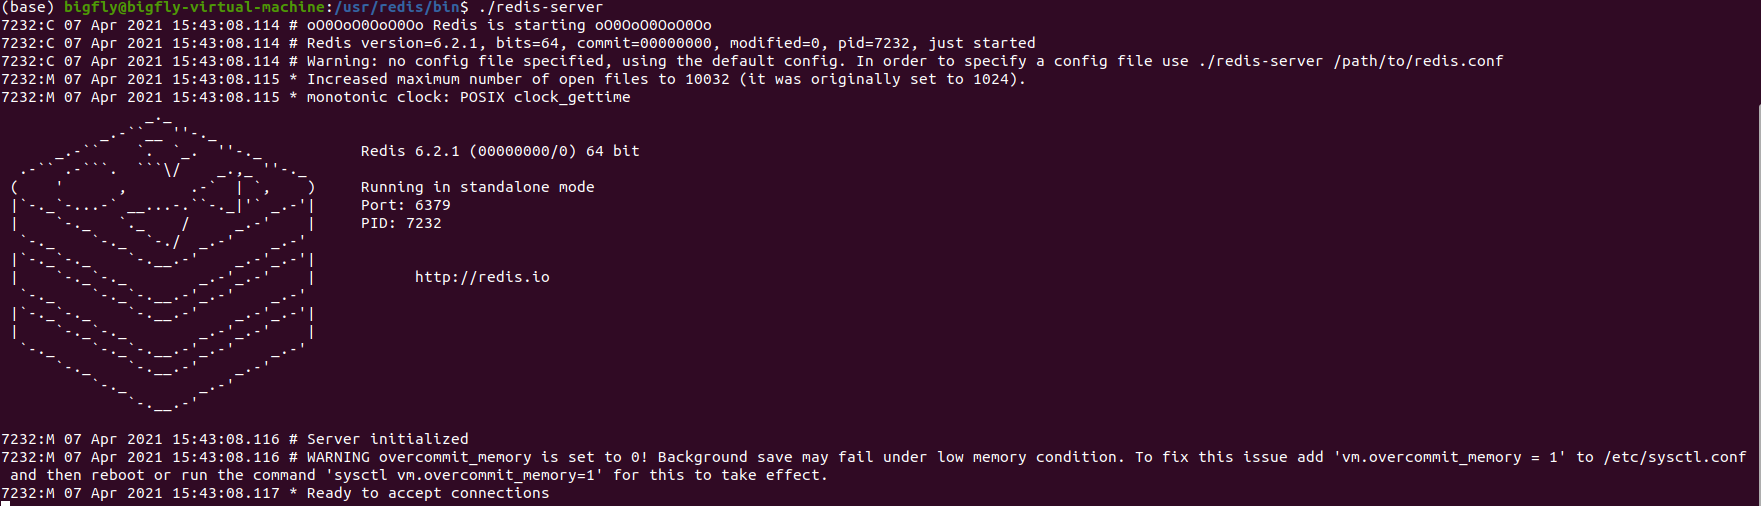 (base) bigfly@bigfly-virtual-machine:/usr/redis/bin$ ./redis-server
7232:C 07 Apr 2021 15:43:08.114 # oO0OoO0OoO0Oo Redis is starting oO0OoO0OoO0Oo
7232:C 07 Apr 2021 15:43:08.114 # Redis version=6.2.1, bits=64, commit=00000000, modified=0, pid=7232, just started
7232:C 07 Apr 2021 15:43:08.114 # Warning: no config file specified, using the default config. In order to specify a config file use ./redis-server /path/to/redis.conf
7232:M 07 Apr 2021 15:43:08.115 * Increased maximum number of open files to 10032 (it was originally set to 1024).
7232:M 07 Apr 2021 15:43:08.115 * monotonic clock: POSIX clock_gettime
Redis 6.2.1 (00000000/0) 64 bit
Running in standalone mode
Port: 6379
PID: 7232
http://redis.io
7232:M 07 Apr 2021 15:43:08.116 # Server initialized
7232:M 07 Apr 2021 15:43:08.116 # WARNING overcommit_memory is set to 0! Background save may fail under low memory condition. To fix this issue add 'vm.overcommit_memory = 1' to /etc/sysctl.conf
and then reboot or run the command 'sysctl vm.overcommit_memory=1' for this to take effect.
7232:M 07 Apr 2021 15:43:08.117 * Ready to accept connections